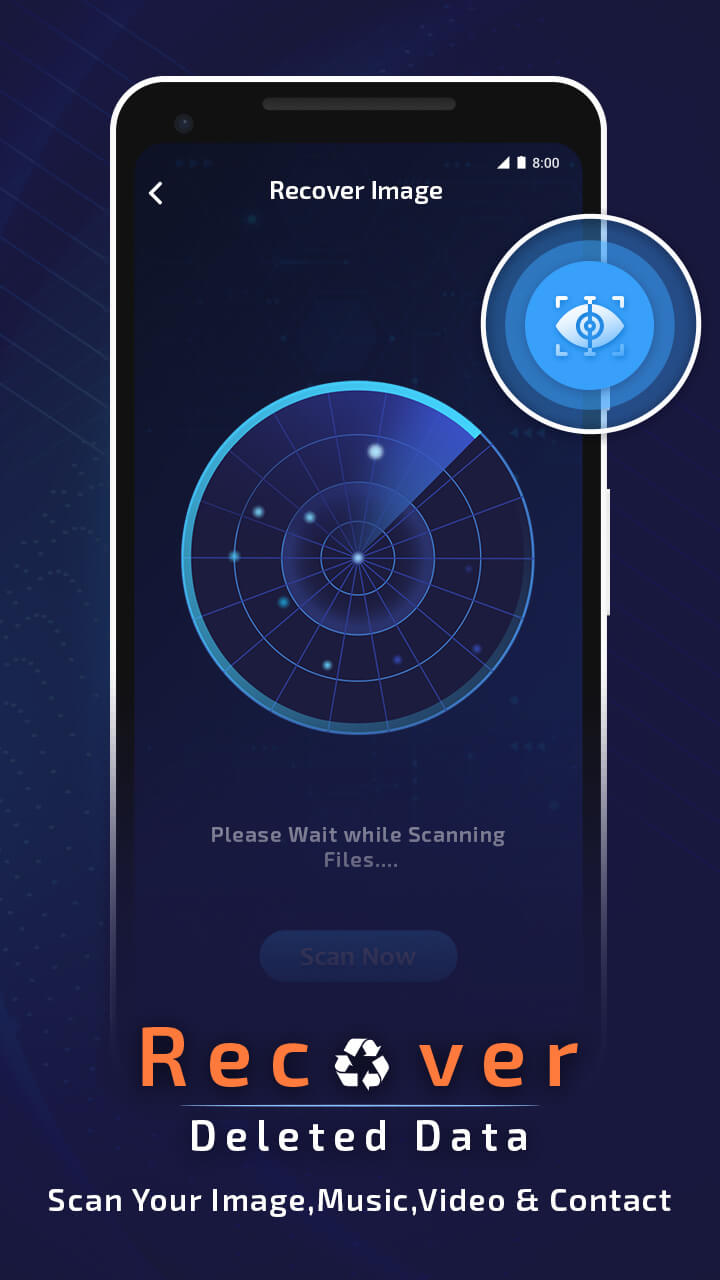 8:00
Recover Image
Please Wait while Scanning
Files....
Scan Now
Rec♻ver
Deleted Data
Scan Your Image,Music,Video & Contact